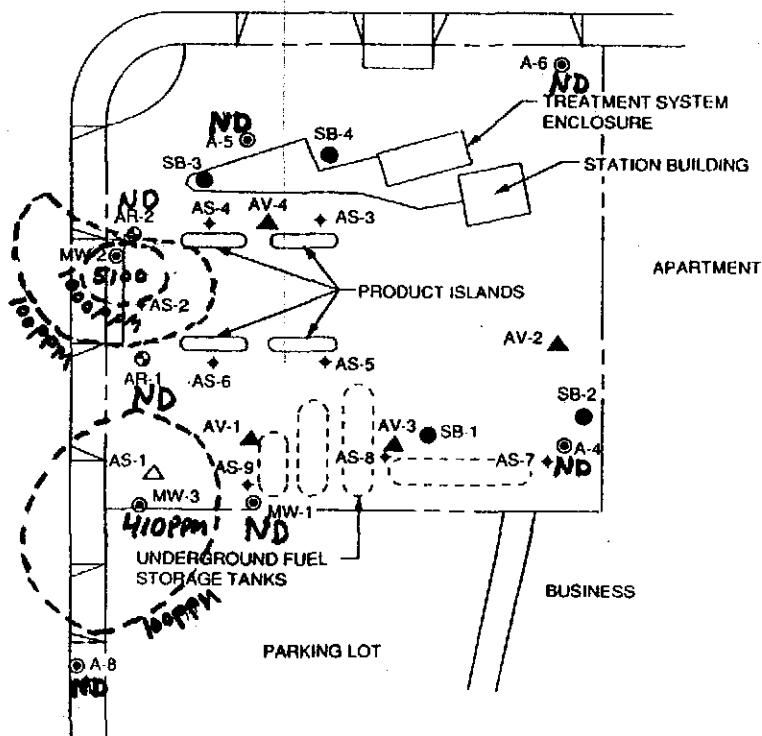 A-6
ND
TREATMENT SYSTEM
ENCLOSURE
ND
A-5
SB-4
SB-3
STATION BUILDING
ND
AR-2
AS-4
AV-4
AS-3
MW-2
5100
1000ppm
AS-2
100ppm
PRODUCT ISLANDS
APARTMENT
AV-2
AR-1
ND
AS-6
AS-5
SB-2
AS-1
AV-1
AV-3
SB-1
A-4
ND
AS-9
AS-8
AS-7
MW-3
410ppm
MW-1
ND
UNDERGROUND FUEL
STORAGE TANKS
100ppm
BUSINESS
PARKING LOT
A-8
ND